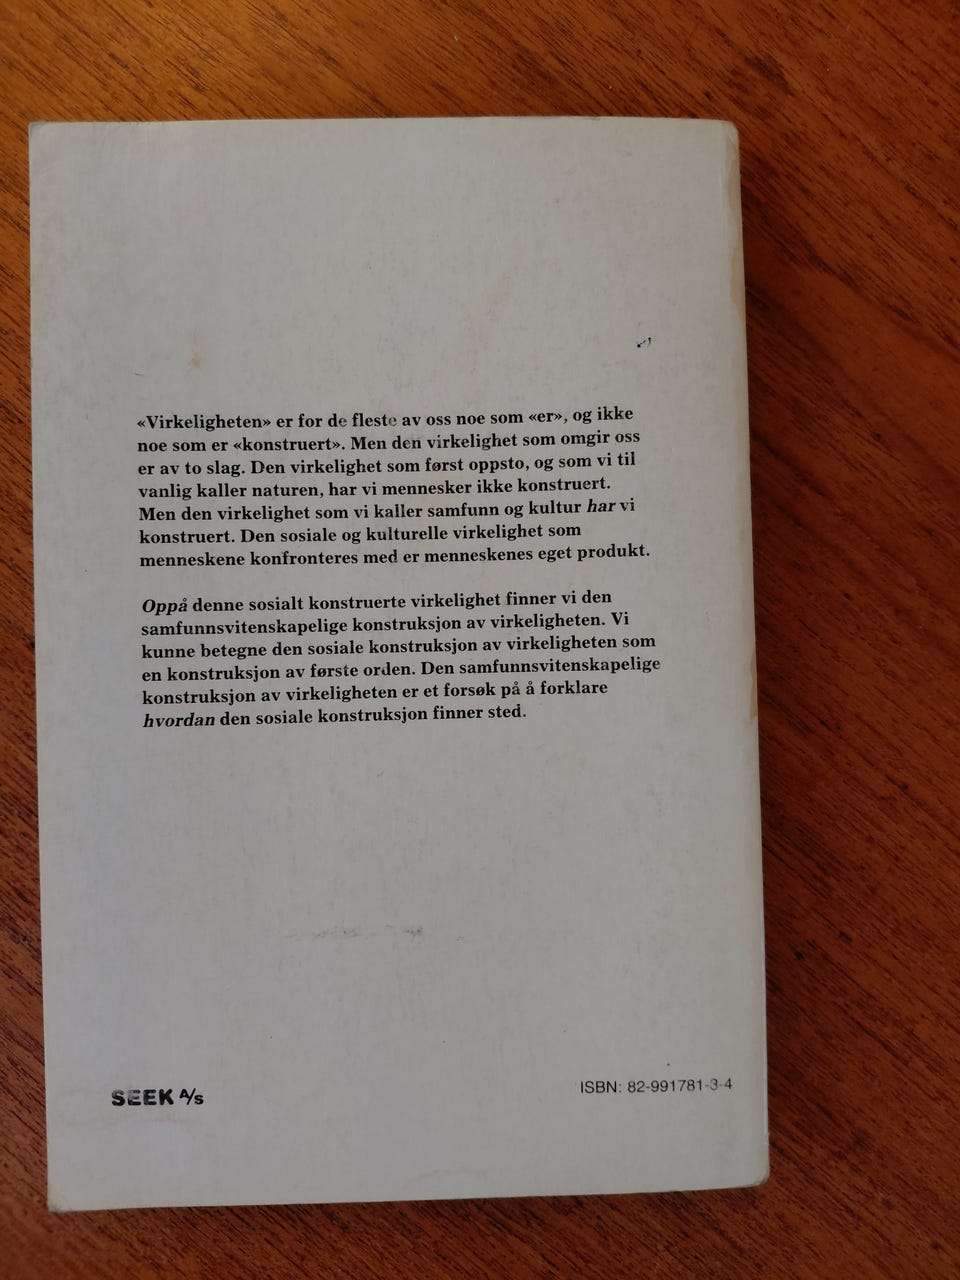 «Virkeligheten» er for de fleste av oss noe som «er», og ikke
noe som er «konstruert». Men den virkelighet som omgir oss
er av to slag. Den virkelighet som først oppsto, og som vi til
vanlig kaller naturen, har vi mennesker ikke konstruert.
Men den virkelighet som vi kaller samfunn og kultur har vi
konstruert. Den sosiale og kulturelle virkelighet som
menneskene konfronteres med er menneskenes eget produkt.
Oppå denne sosialt konstruerte virkelighet finner vi den
samfunnsvitenskapelige konstruksjon av virkeligheten. Vi
kunne betegne den sosiale konstruksjon av virkeligheten som
en konstruksjon av første orden. Den samfunnsvitenskapelige
konstruksjon av virkeligheten er et forsøk på å forklare
hvordan den sosiale konstruksjon finner sted.
SEEK A/s
ISBN: 82-991781-3-4